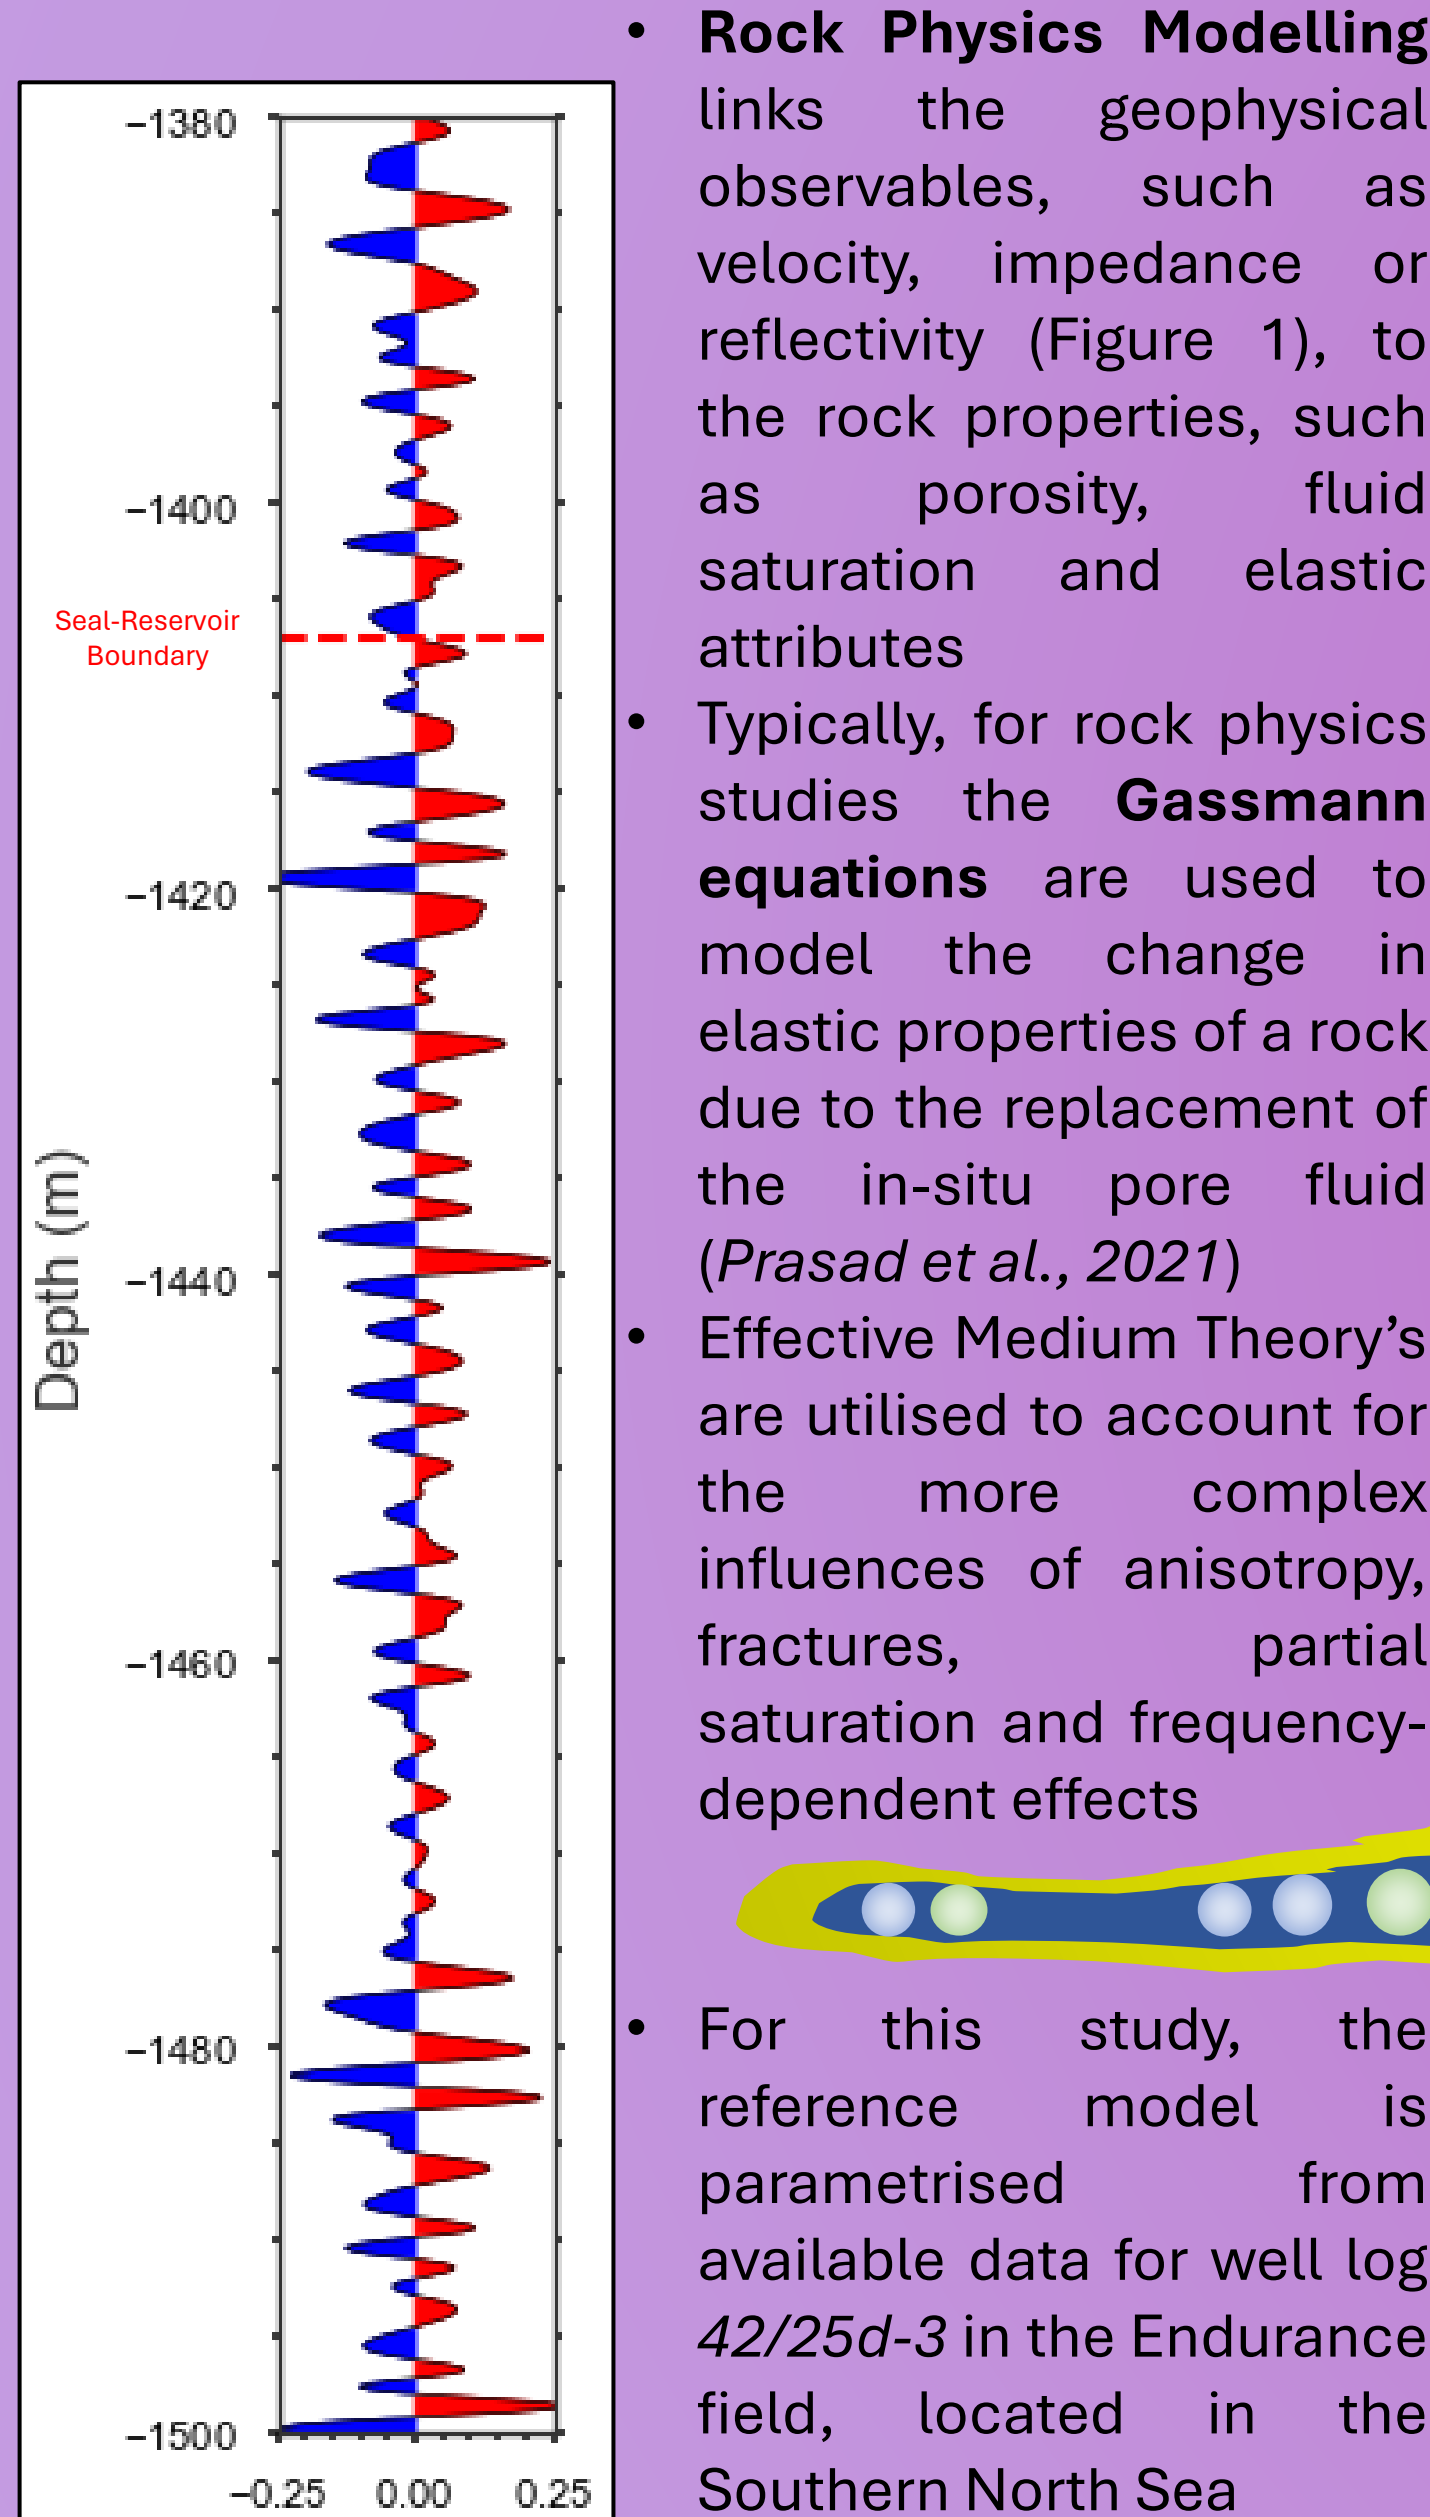 −1380
−1400
Seal-Reservoir
Boundary
−1420
Depth (m)
−1440
−1460
−1480
−1500
−0.25 0.00 0.25
• Rock Physics Modelling
links the geophysical
observables, such as
velocity, impedance or
reflectivity (Figure 1), to
the rock properties, such
as porosity, fluid
saturation and elastic
attributes
• Typically, for rock physics
studies the Gassmann
equations are used to
model the change in
elastic properties of a rock
due to the replacement of
the in-situ pore fluid
(Prasad et al., 2021)
• Effective Medium Theory’s
are utilised to account for
the more complex
influences of anisotropy,
fractures, partial
saturation and frequency-
dependent effects
• For this study, the
reference model is
parametrised from
available data for well log
42/25d-3 in the Endurance
field, located in the
Southern North Sea